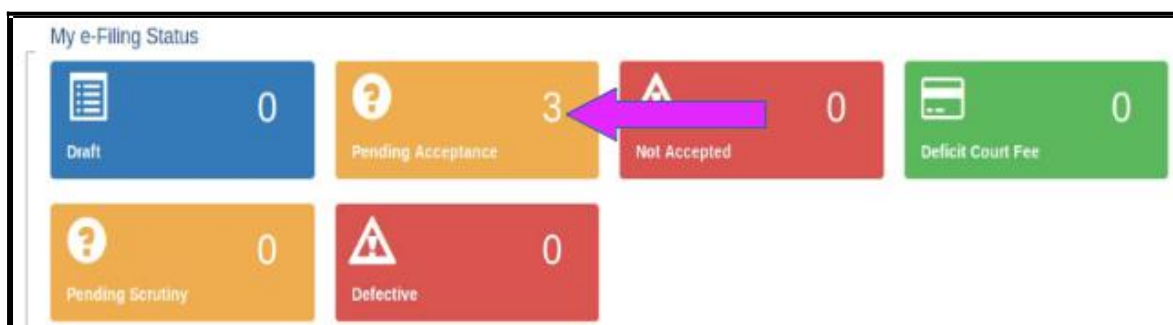 My e-Filing Status
0 3 0 0
Draft Pending Acceptance Not Accepted Deficit Court Fee
0 0
Pending Scrutiny Defective